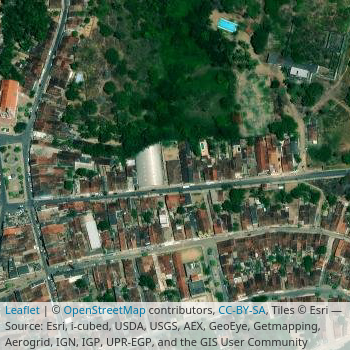 Leaflet | © OpenStreetMap contributors, CC-BY-SA, Tiles © Esri —
Source: Esri, i-cubed, USDA, USGS, AEX, GeoEye, Getmapping,
Aerogrid, IGN, IGP, UPR-EGP, and the GIS User Community